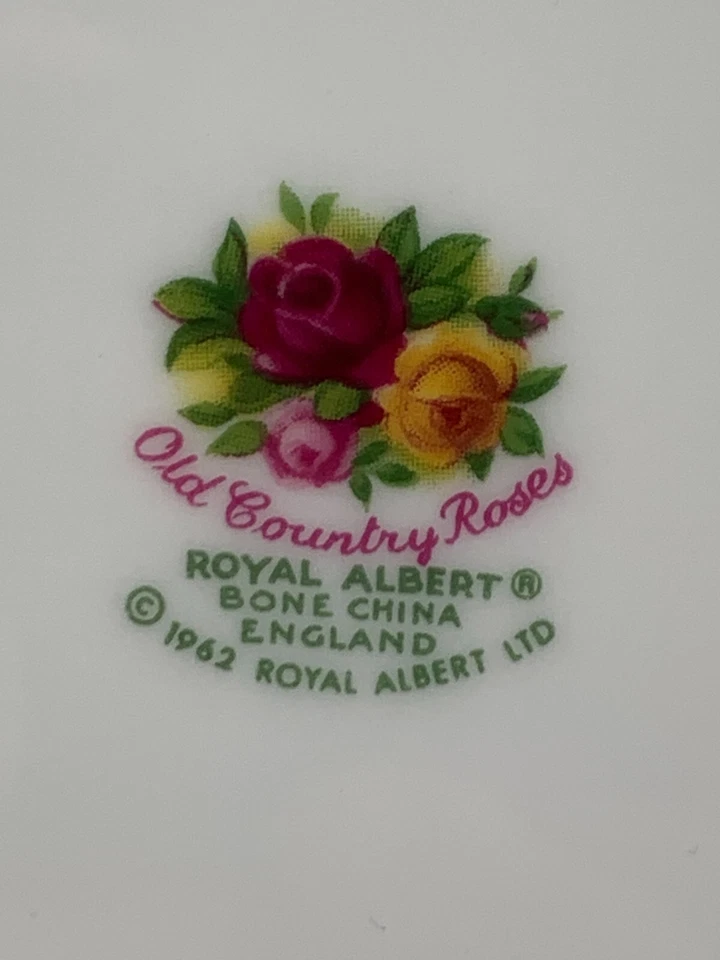 Old Country Roses
ROYAL ALBERT ®
BONE CHINA
ENGLAND
© 1962 ROYAL ALBERT LTD